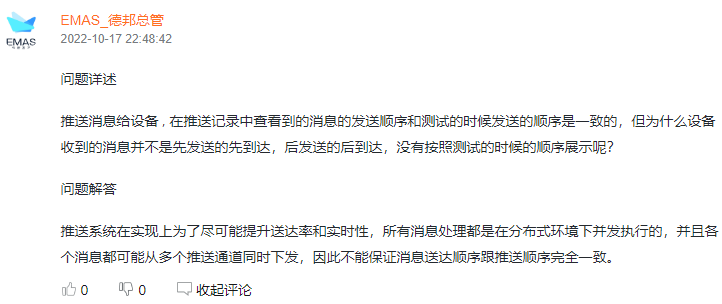 EMAS_德邦总管
EMAS
2022-10-17 22:48:42
问题详述
推送消息给设备，在推送记录中查看到的消息的发送顺序和测试的时候发送的顺序是一致的，但为什么设备
收到的消息并不是先发送的先到达，后发送的后到达，没有按照测试的时候的顺序展示呢?
问题解答
推送系统在实现上为了尽可能提升送达率和实时性，所有消息处理都是在分布式环境下并发执行的，并且各
个消息都可能从多个推送通道同时下发，因此不能保证消息送达顺序跟推送顺序完全一致。
0 0 收起评论